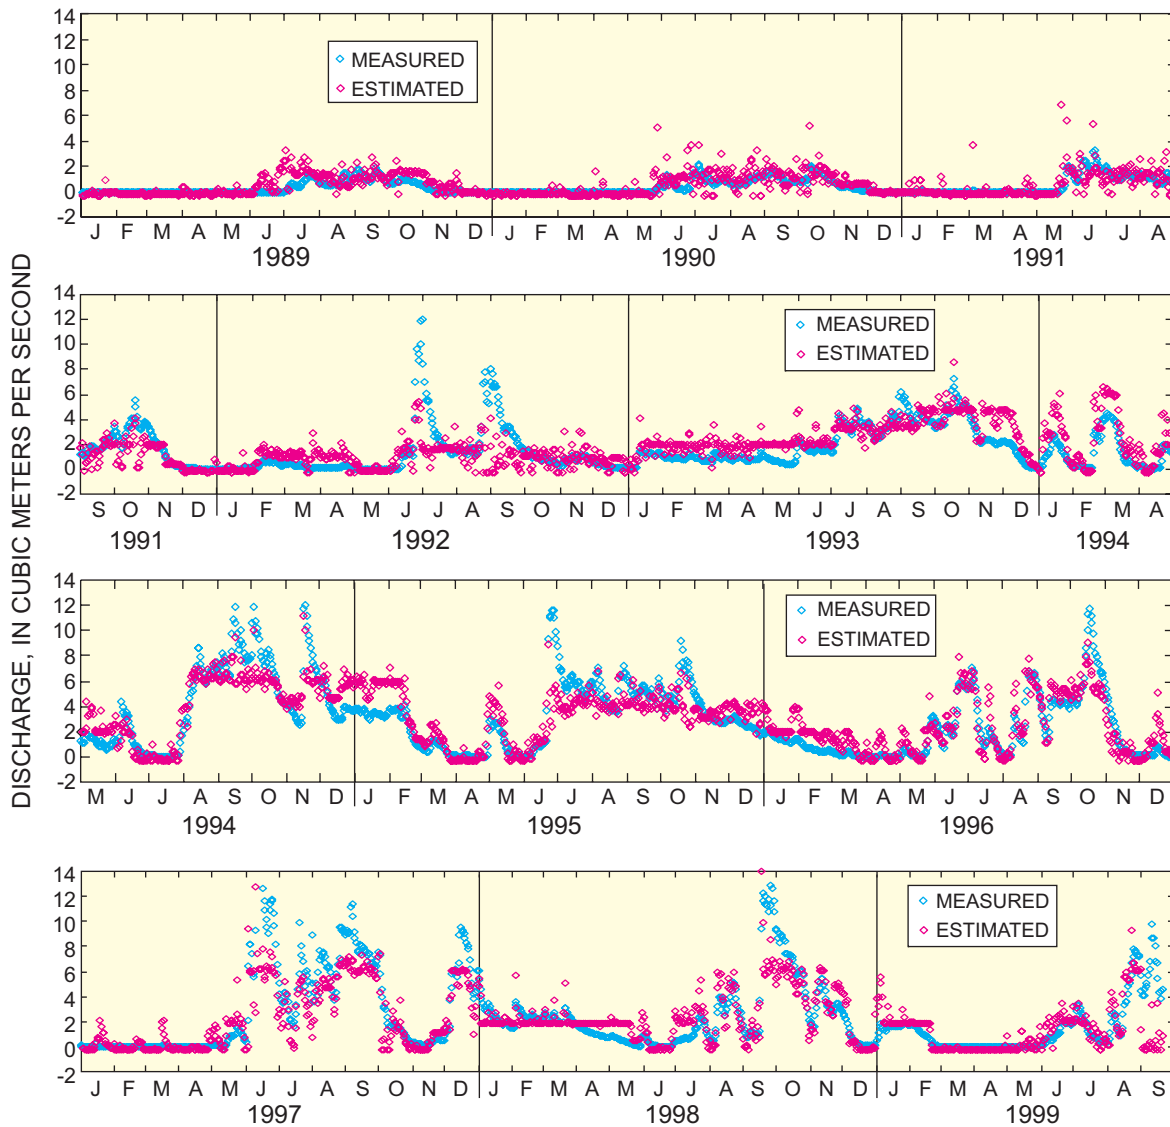 DISCHARGE, IN CUBIC METERS PER SECOND
14
12
10
8
6
4
2
0
-2
MEASURED
ESTIMATED
J F M A M J J A S O N D J F M A M J J A S O N D J F M A M J J A
1989 1990 1991
14
12
10
8
6
4
2
0
-2
MEASURED
ESTIMATED
S O N D J F M A M J J A S O N D J F M A M J J A S O N D J F M A
1991 1992 1993 1994
14
12
10
8
6
4
2
0
-2
MEASURED
ESTIMATED
M J J A S O N D J F M A M J J A S O N D J F M A M J J A S O N D
1994 1995 1996
14
12
10
8
6
4
2
0
-2
MEASURED
ESTIMATED
J F M A M J J A S O N D J F M A M J J A S O N D J F M A M J J A S
1997 1998 1999